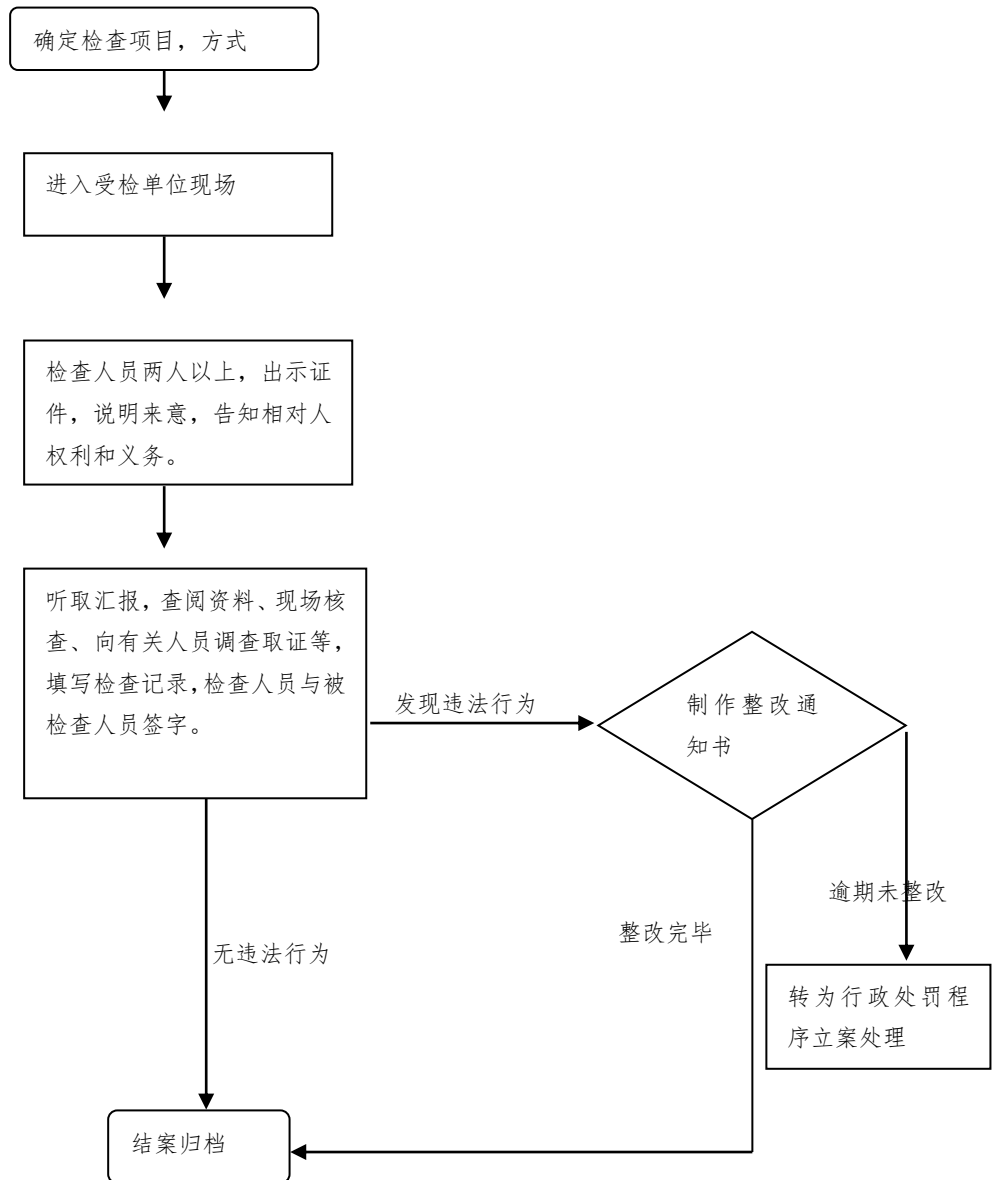 确定检查项目，方式
进入受检单位现场
检查人员两人以上，出示证
件，说明来意，告知相对人
权利和义务。
听取汇报，查阅资料、现场核
查、向有关人员调查取证等，
填写检查记录，检查人员与被
检查人员签字。
发现违法行为
制作整改通
知书
逾期未整改
整改完毕
无违法行为
转为行政处罚程
序立案处理
结案归档